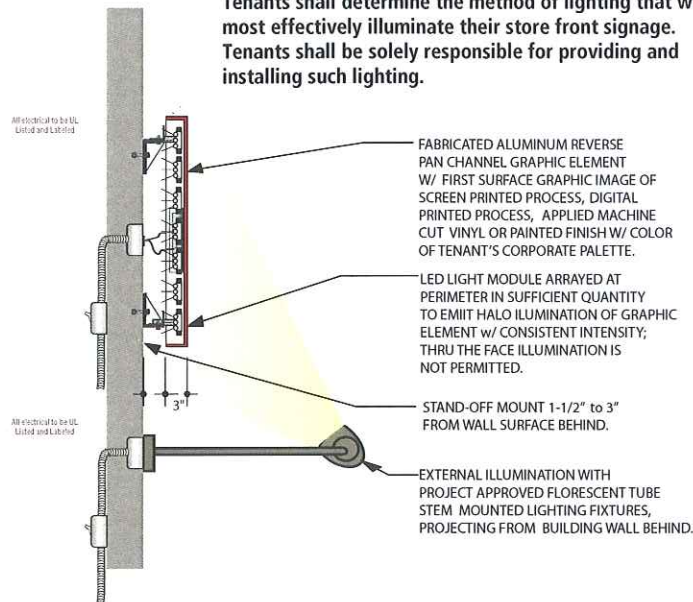 Tenants shall determine the method of lighting that w
most effectively illuminate their store front signage.
Tenants shall be solely responsible for providing and
installing such lighting.
All electrical to be UL
Listed and Labeled
FABRICATED ALUMINUM REVERSE
PAN CHANNEL GRAPHIC ELEMENT
W/ FIRST SURFACE GRAPHIC IMAGE OF
SCREEN PRINTED PROCESS, DIGITAL
PRINTED PROCESS, APPLIED MACHINE
CUT VINYL OR PAINTED FINISH W/ COLOR
OF TENANT'S CORPORATE PALETTE.
LED LIGHT MODULE ARRAYED AT
PERIMETER IN SUFFICIENT QUANTITY
TO EMIIT HALO ILUMINATION OF GRAPHIC
ELEMENT w/ CONSISTENT INTENSITY;
THRU THE FACE ILLUMINATION IS
NOT PERMITTED.
3"
STAND-OFF MOUNT 1-1/2" to 3"
FROM WALL SURFACE BEHIND.
All electrical to be UL
Listed and Labeled
EXTERNAL ILLUMINATION WITH
PROJECT APPROVED FLORESCENT TUBE
STEM MOUNTED LIGHTING FIXTURES,
PROJECTING FROM BUILDING WALL BEHIND.